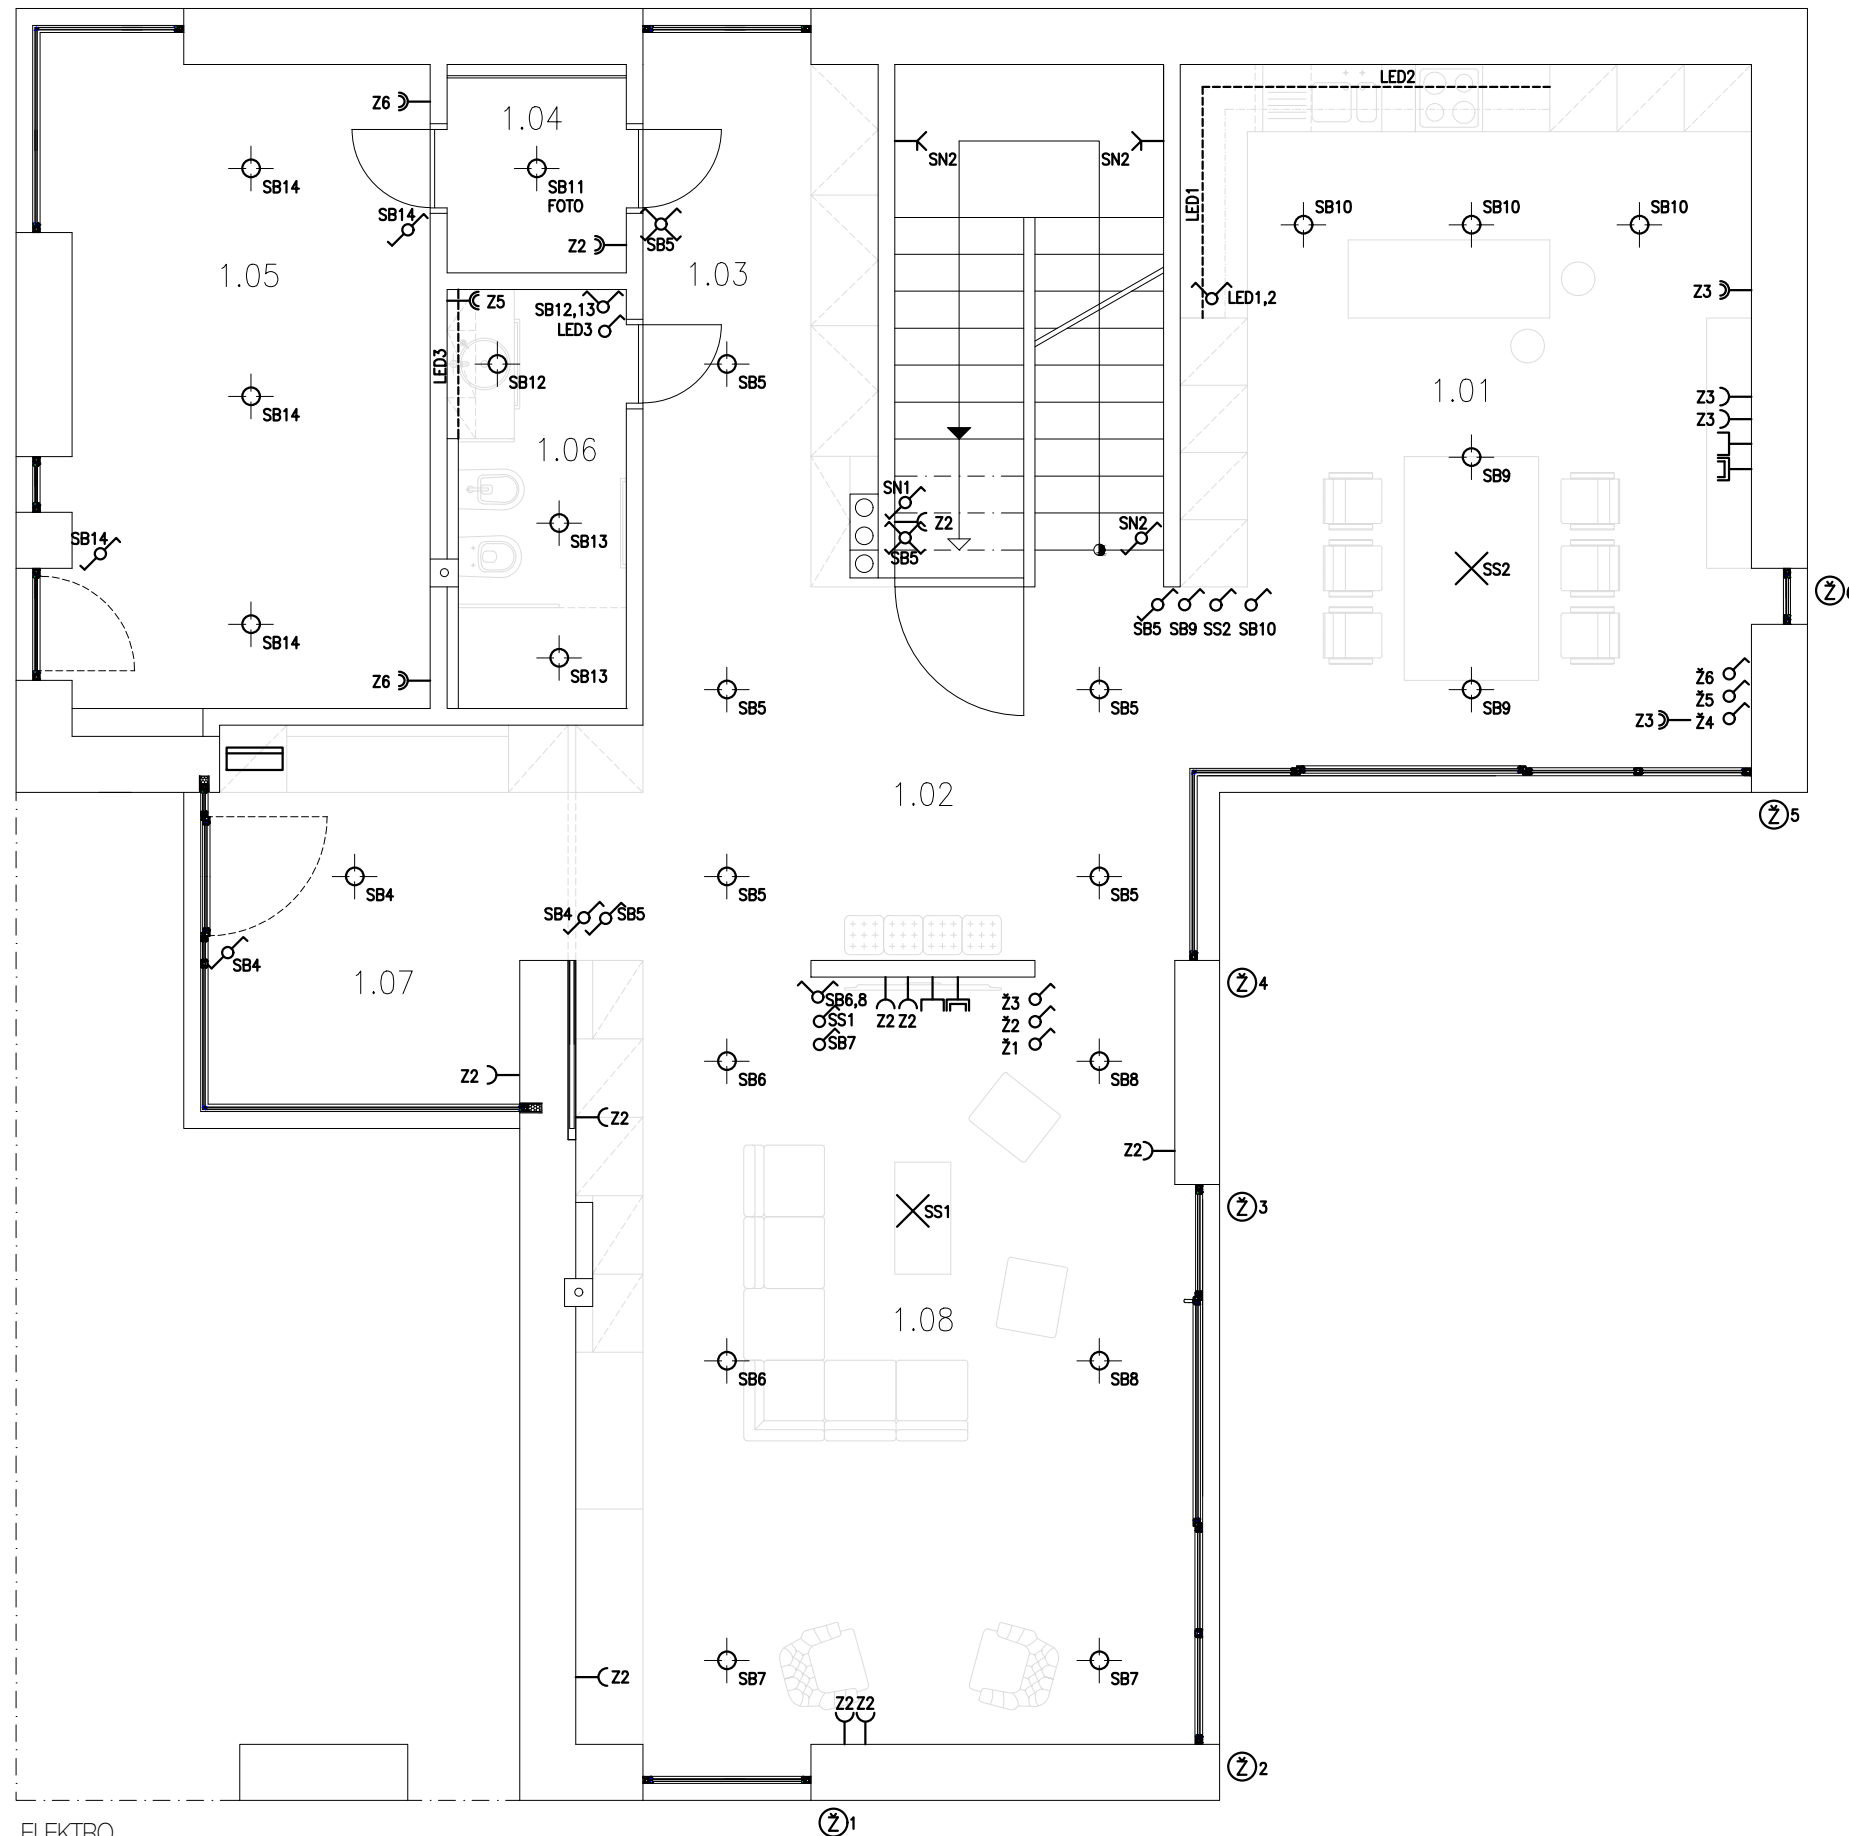 LED2
Z6
1.04
SN2
SN2
SB14
SB11
FOTO
LED1
SB14
SB10
SB10
SB10
Z2
SB5
1.05
1.03
Z5
SB12,13
LED3
LED1,2
Z3
LED3
SB12
SB5
1.01
Z3
Z3
SB14
1.06
SB9
SN1
Z2
SN2
SB14
SB13
SB5
SS2
Ž
SB5
SB9
SS2
SB10
SB14
SB13
Z6
SB5
SB5
SB9
Ž6
Ž5
Z3
Ž4
1.02
Ž5
SB4
SB5
SB5
SB4
SB5
SB4
1.07
Ž4
SB6,8
SS1
SB7
Z2
Z2
Ž3
Ž2
Ž1
Z2
SB6
SB8
Z2
Z2
SS1
Ž3
1.08
SB6
SB8
Z2
SB7
SB7
Z2
Z2
Ž2
Ž1
ELEKTRO